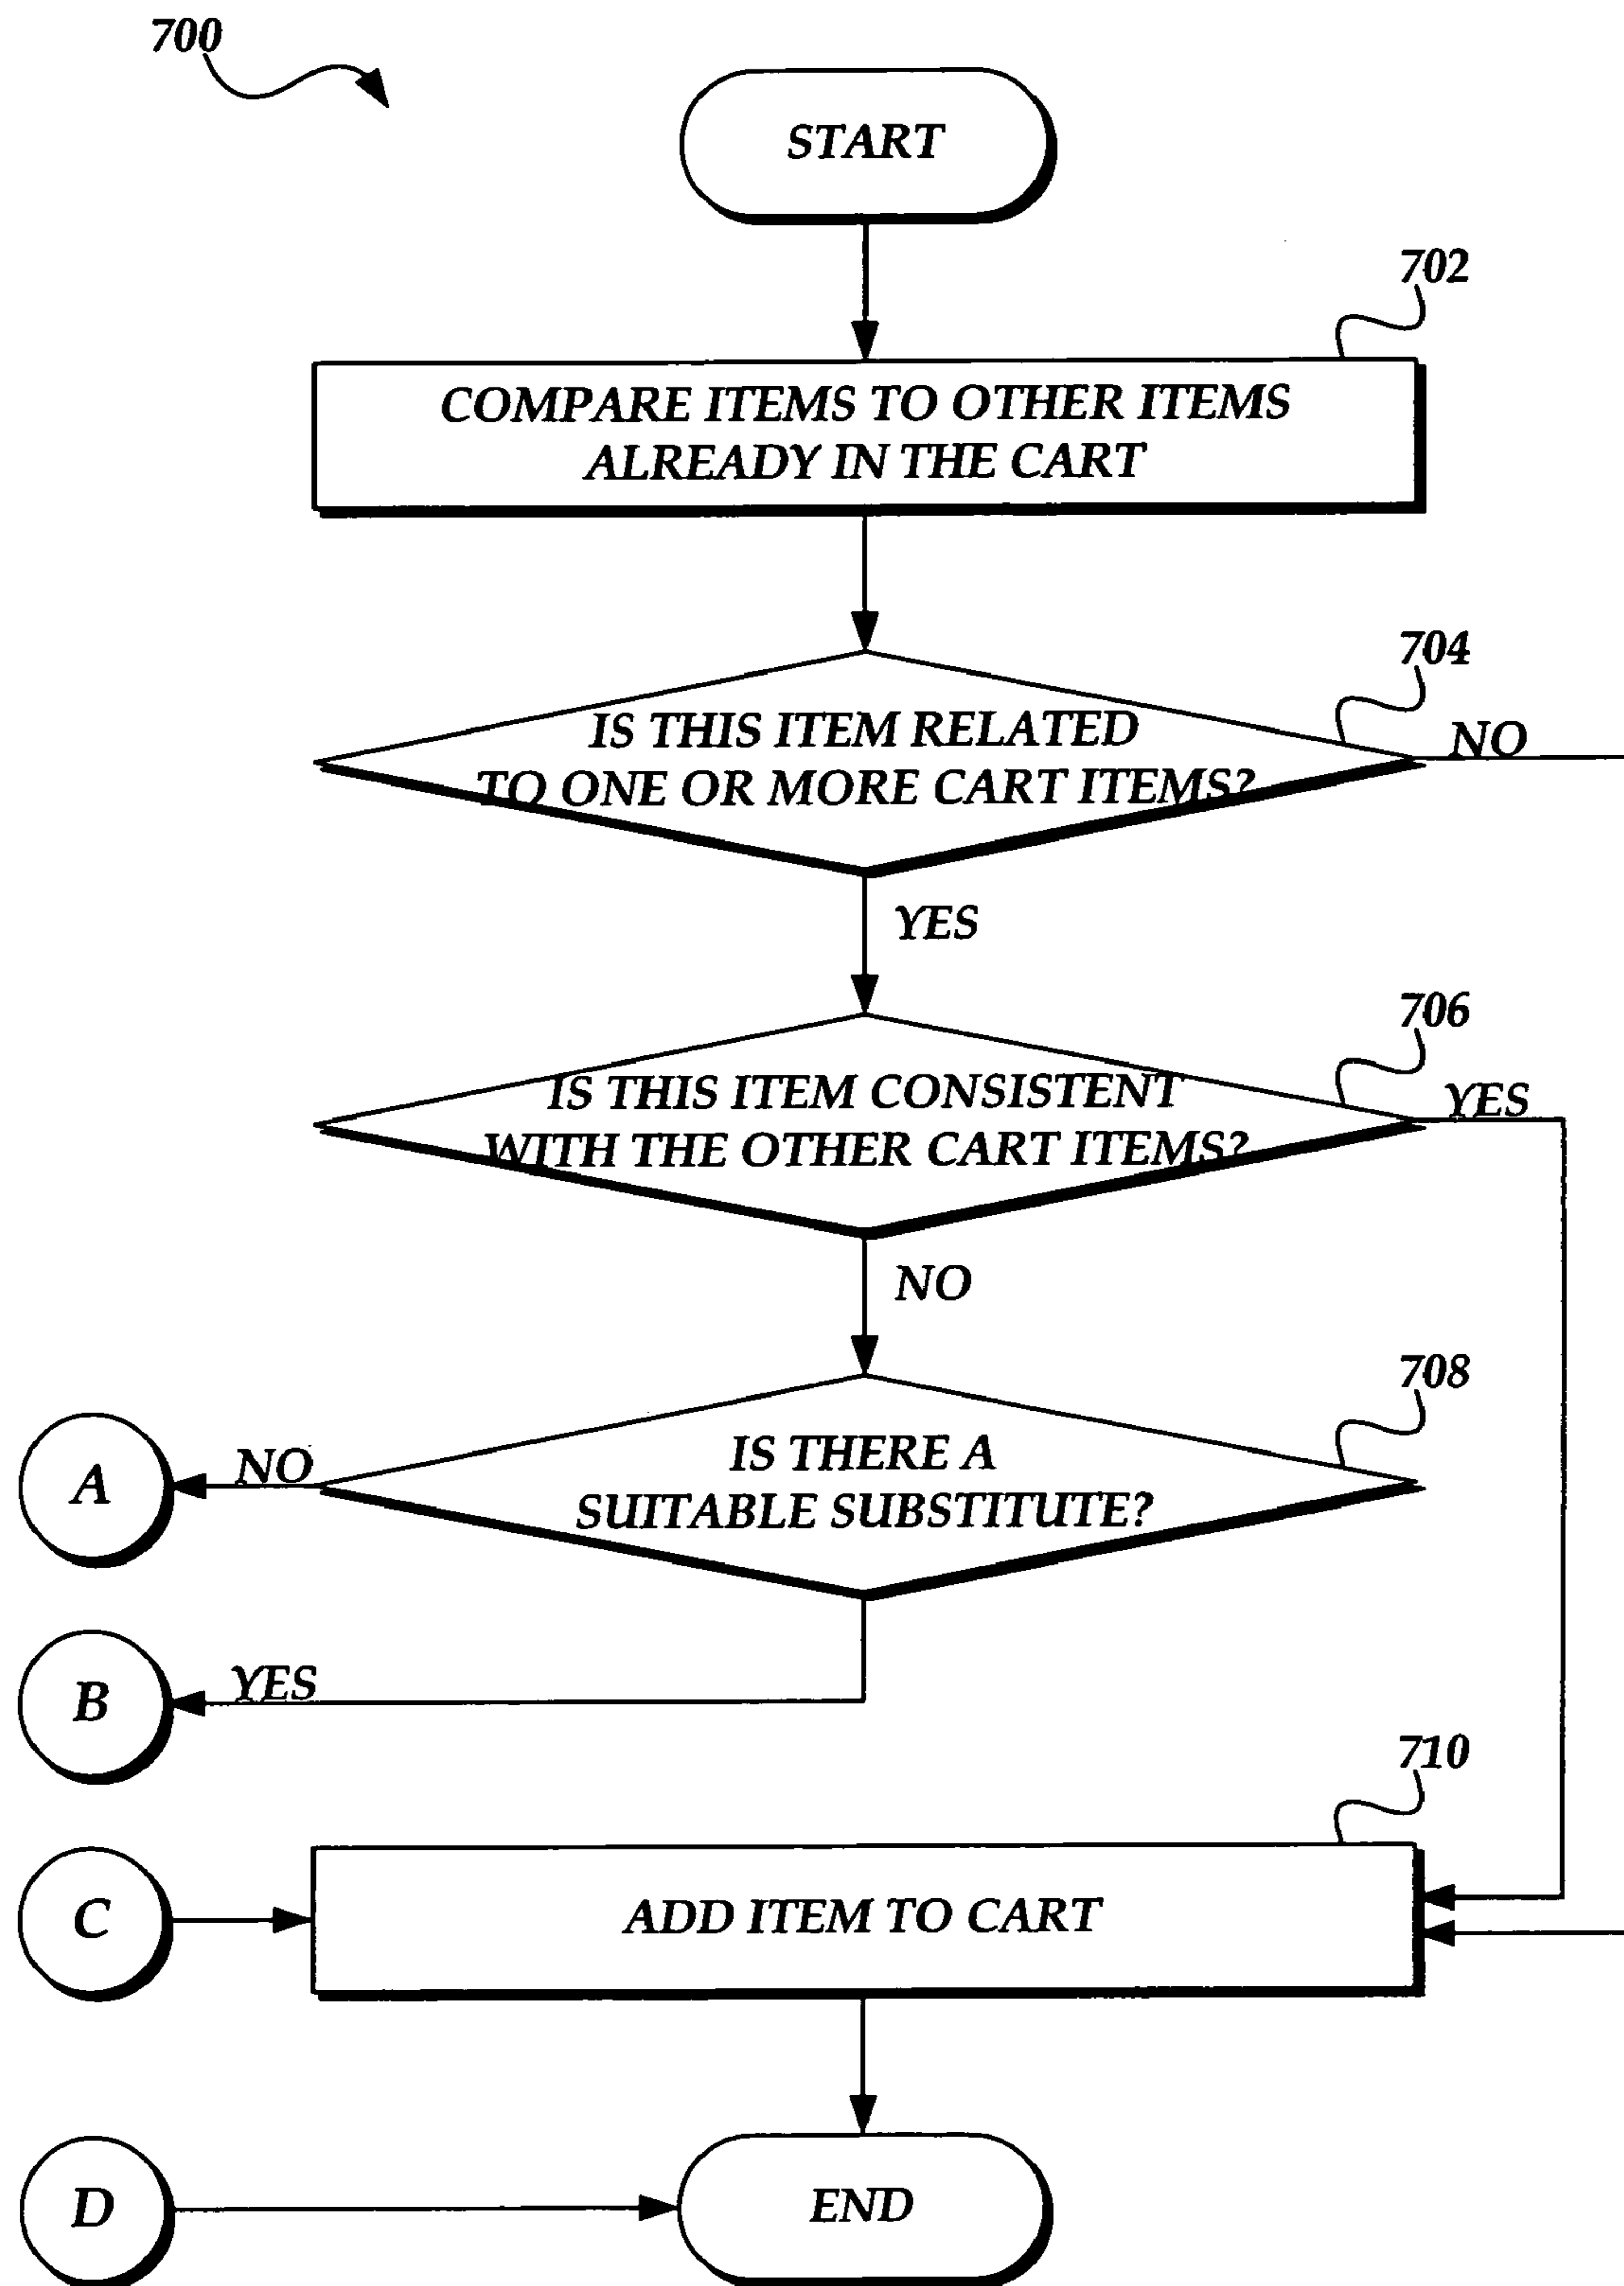 700
START
702
COMPARE ITEMS TO OTHER ITEMS
ALREADY IN THE CART
704
IS THIS ITEM RELATED
TO ONE OR MORE CART ITEMS?
NO
YES
706
IS THIS ITEM CONSISTENT
WITH THE OTHER CART ITEMS?
YES
NO
708
IS THERE A
SUITABLE SUBSTITUTE?
NO
A
YES
B
710
C
ADD ITEM TO CART
D
END